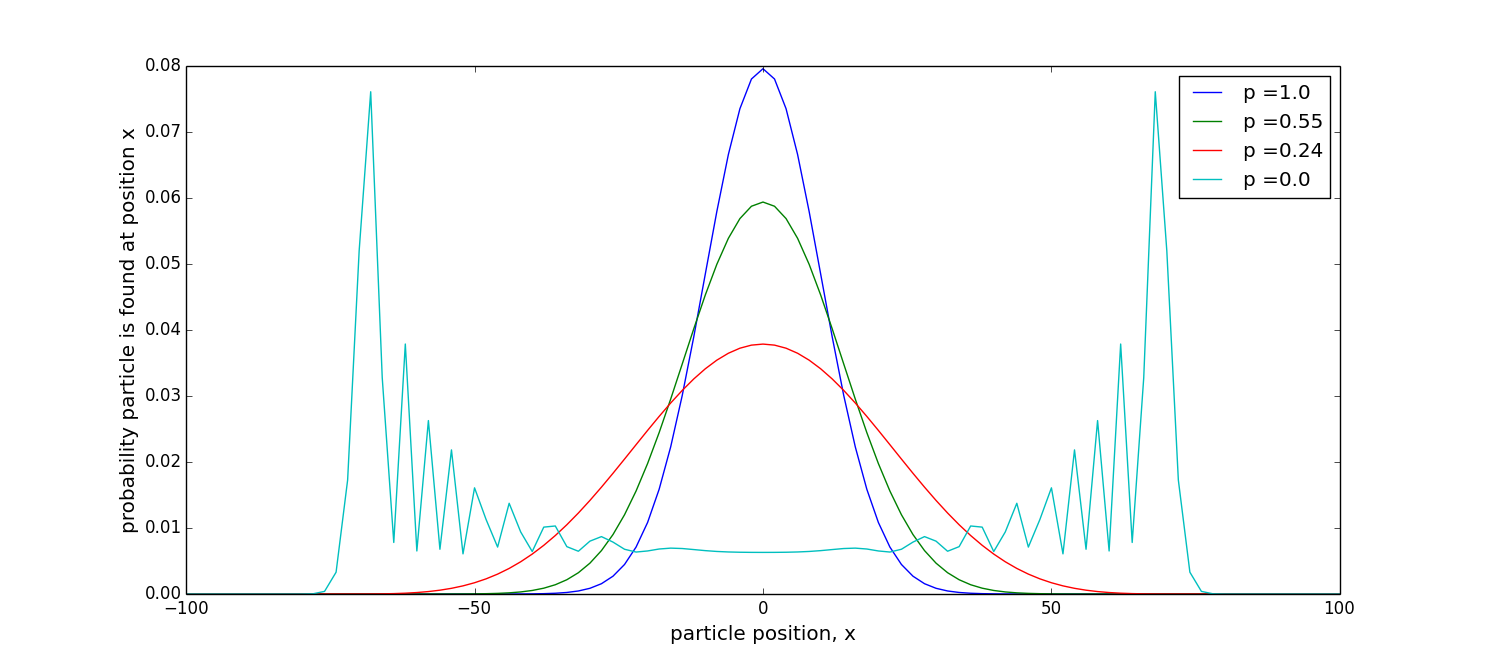 0.08
0.07
0.06
0.05
0.04
0.03
0.02
0.01
0.00
−100
−50
0
50
100
probability particle is found at position x
particle position, x
p =1.0
p =0.55
p =0.24
p =0.0